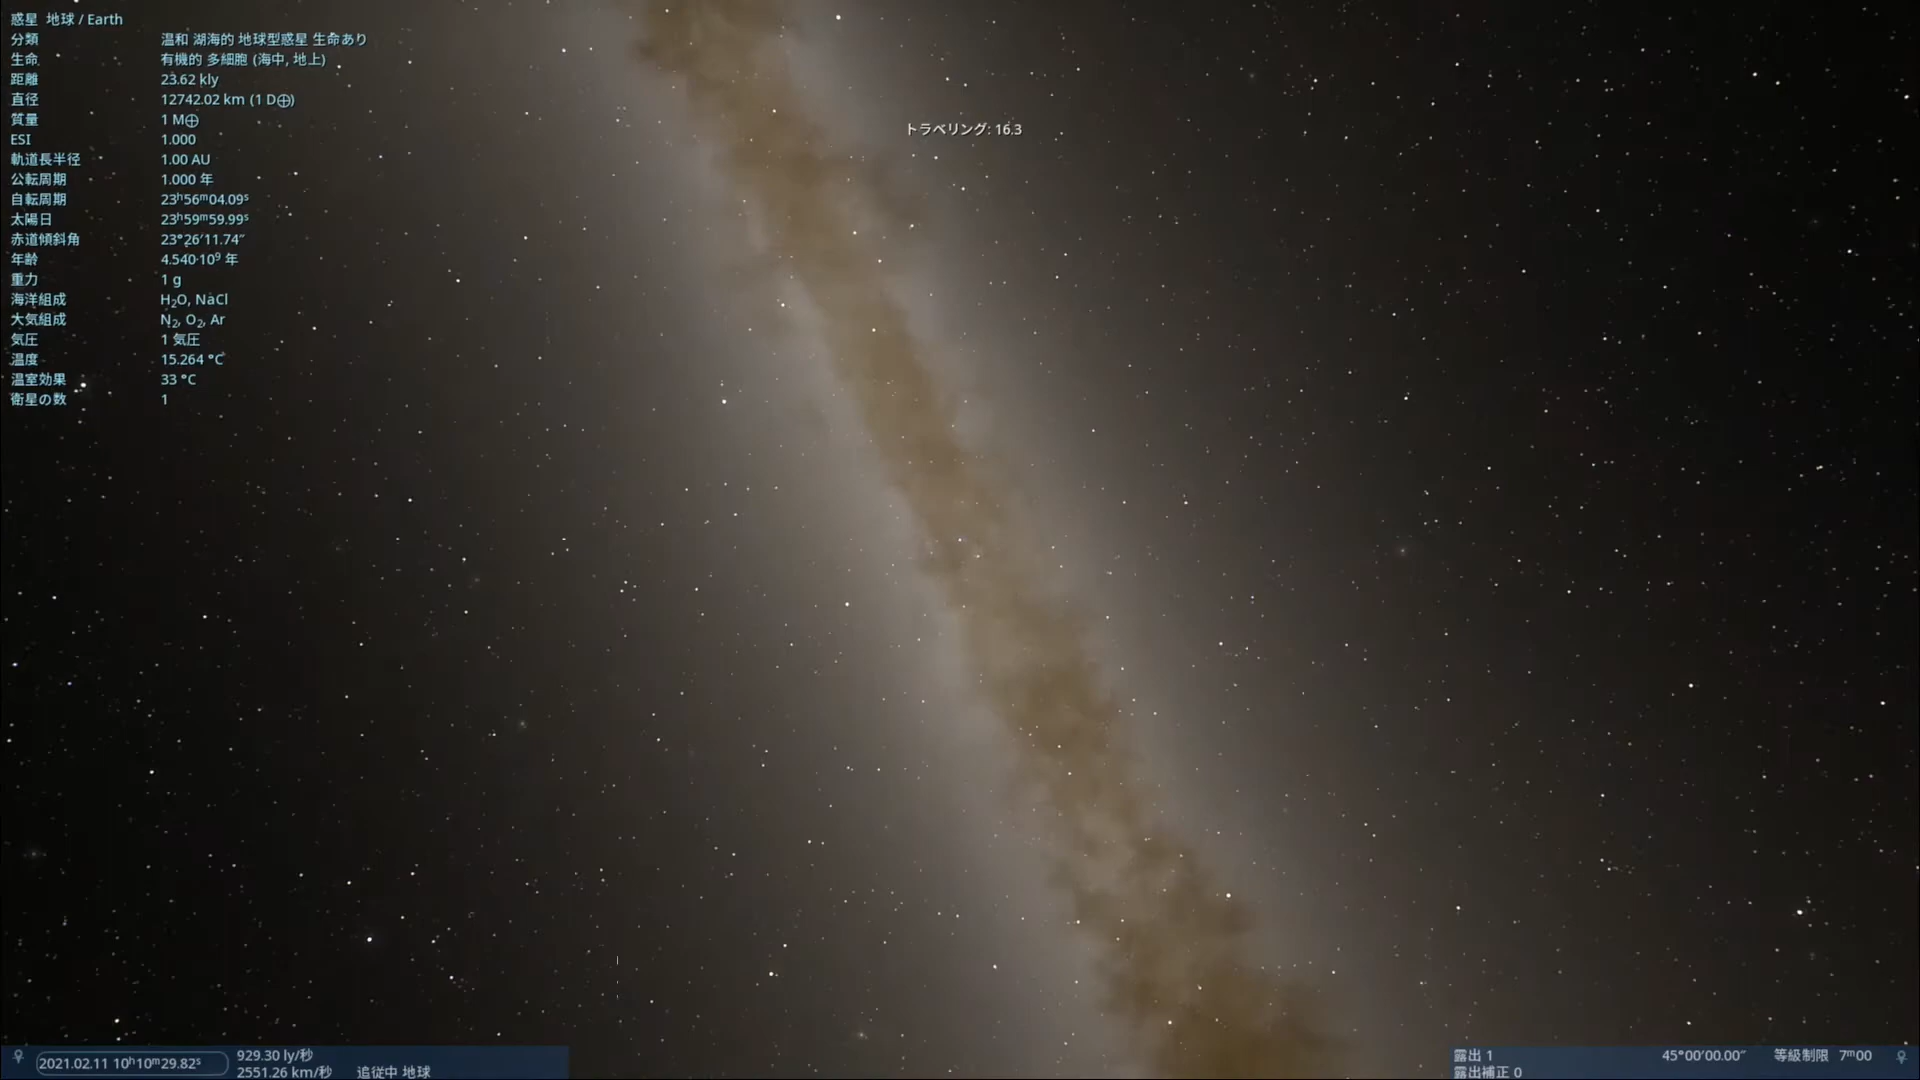 惑星 地球 / Earth
分類 温和 湖海的 地球型惑星 生命あり
生命 有機的 多細胞 (海中, 地上)
距離 23.62 kly
直径 12742.02 km (1 D⊕)
質量 1 M⊕
ESI 1.000
軌道長半径 1.00 AU
公転周期 1.000 年
自転周期 23ʰ56ᵐ04.09ˢ
太陽日 23ʰ59ᵐ59.99ˢ
赤道傾斜角 23°26′11.74″
年齢 4.540·10⁹ 年
重力 1 g
海洋組成 H₂O, NaCl
大気組成 N₂, O₂, Ar
気圧 1 気圧
温度 15.264 °C
温室効果 33 °C
衛星の数 1
トラベリング: 16.3
2021.02.11 10ʰ10ᵐ29.82ˢ
929.30 ly/秒
2551.26 km/秒 追従中 地球
露出 1 45°00′00.00″ 等級制限 7ᵐ00
露出補正 0